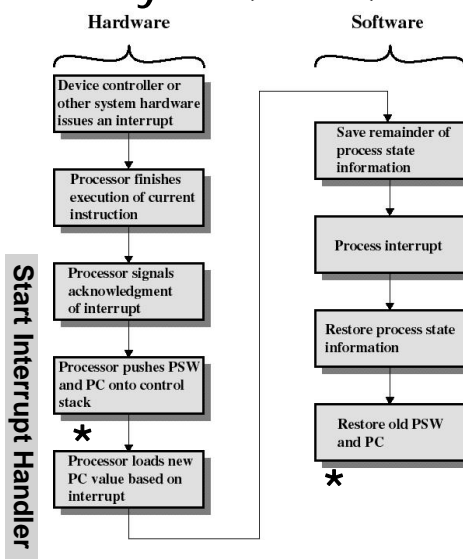 Hardware
Device controller or
other system hardware
issues an interrupt
Processor finishes
execution of current
instruction
Processor signals
acknowledgment
of interrupt
Processor pushes PSW
and PC onto control
stack
*
Processor loads new
PC value based on
interrupt
Start Interrupt Handler
Software
Save remainder of
process state
information
Process interrupt
Restore process state
information
Restore old PSW
and PC
*